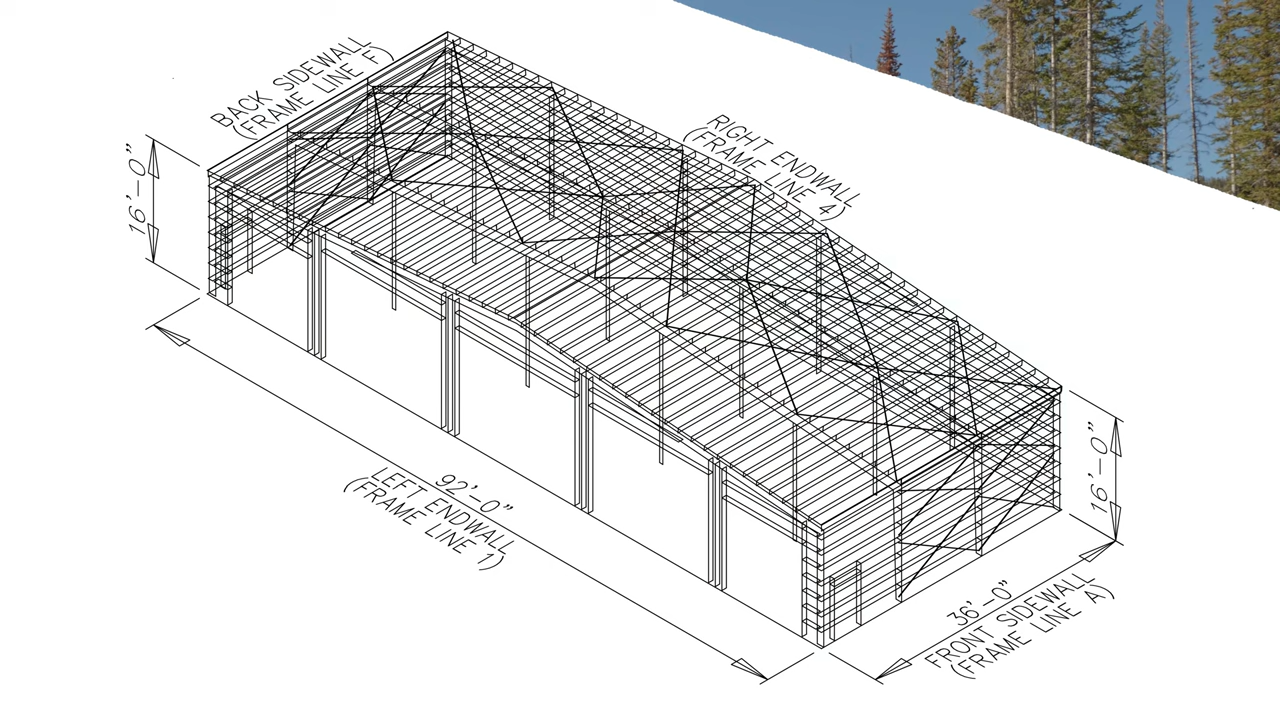 BACK SIDEWALL
(FRAME LINE F)
16'-0"
RIGHT ENDWALL
(FRAME LINE 4)
92'-0"
LEFT ENDWALL
(FRAME LINE 1)
16'-0"
36'-0"
FRONT SIDEWALL
(FRAME LINE A)